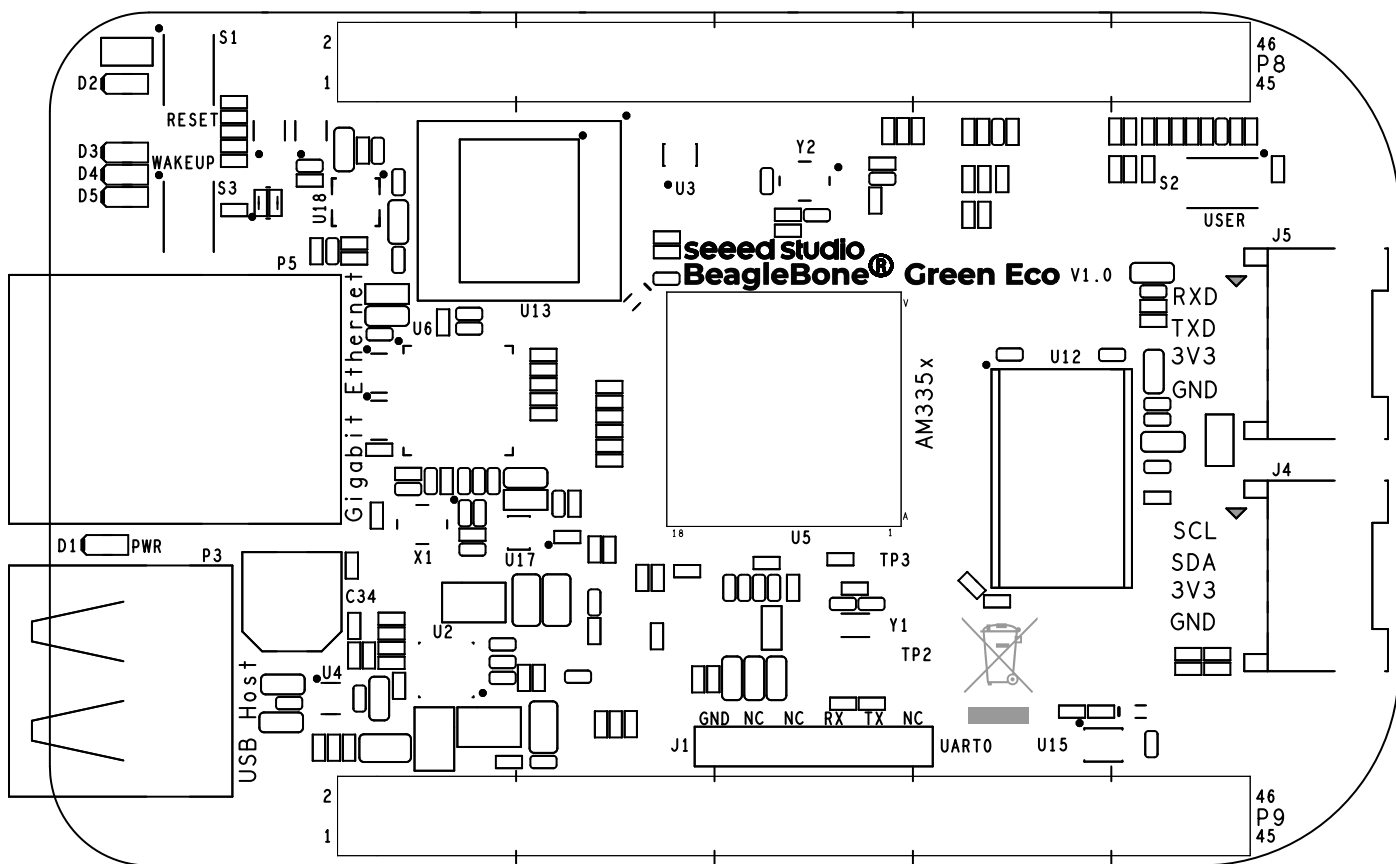 S1
2
46
P8
1
45
D2
RESET
D3
WAKEUP
D4
S3
D5
U18
U3
Y2
S2
USER
P5
J5
seeed studio
BeagleBone® Green Eco V1.0
U13
U6
Gigabit Ethernet
V
AM335x
A
18
1
U5
U12
RXD
TXD
3V3
GND
J4
SCL
SDA
3V3
GND
D1
PWR
P3
X1
U17
TP3
C34
U2
Y1
TP2
U4
USB Host
GND NC NC RX TX NC
J1
UART0
U15
2
46
P9
1
45